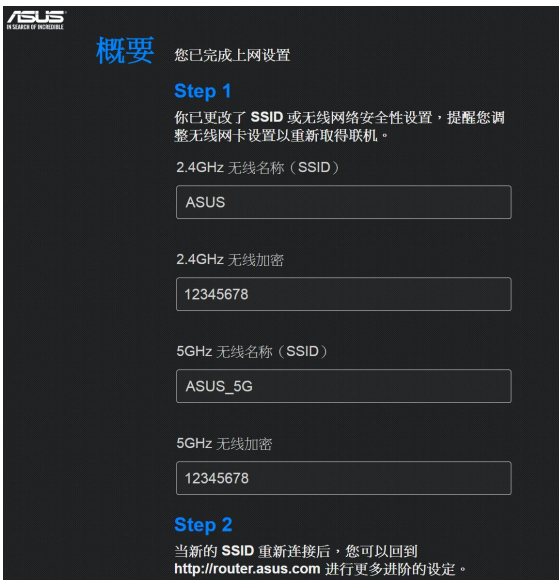 ASUS
IN SEARCH OF INCREDIBLE
概要
您已完成上网设置
Step 1
你已更改了 SSID 或无线网络安全性设置，提醒您调
整无线网卡设置以重新取得联机。
2.4GHz 无线名称（SSID）
ASUS
2.4GHz 无线加密
12345678
5GHz 无线名称（SSID）
ASUS_5G
5GHz 无线加密
12345678
Step 2
当新的 SSID 重新连接后，您可以回到
http://router.asus.com 进行更多进阶的设定。